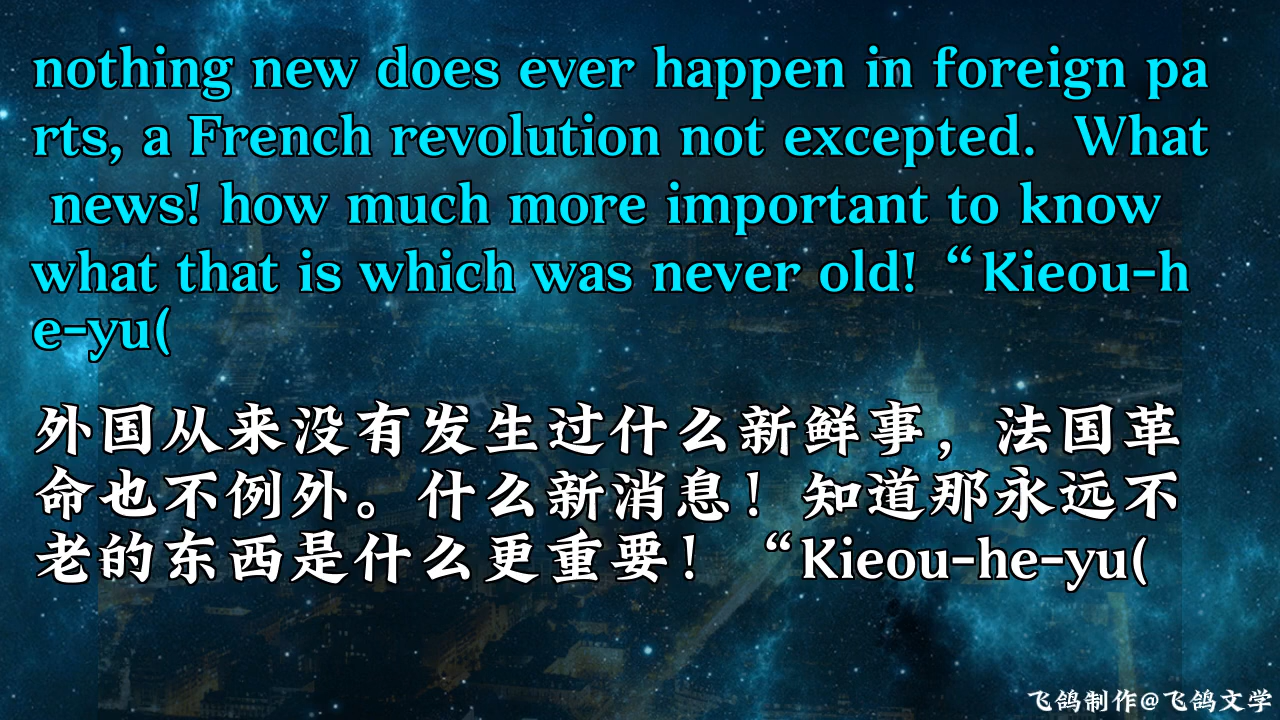 nothing new does ever happen in foreign pa
rts, a French revolution not excepted.  What
 news! how much more important to know 
what that is which was never old! “Kieou-h
e-yu(
外国从来没有发生过什么新鲜事，法国革
命也不例外。什么新消息！知道那永远不
老的东西是什么更重要！ “Kieou-he-yu(
飞鸽制作@飞鸽文学